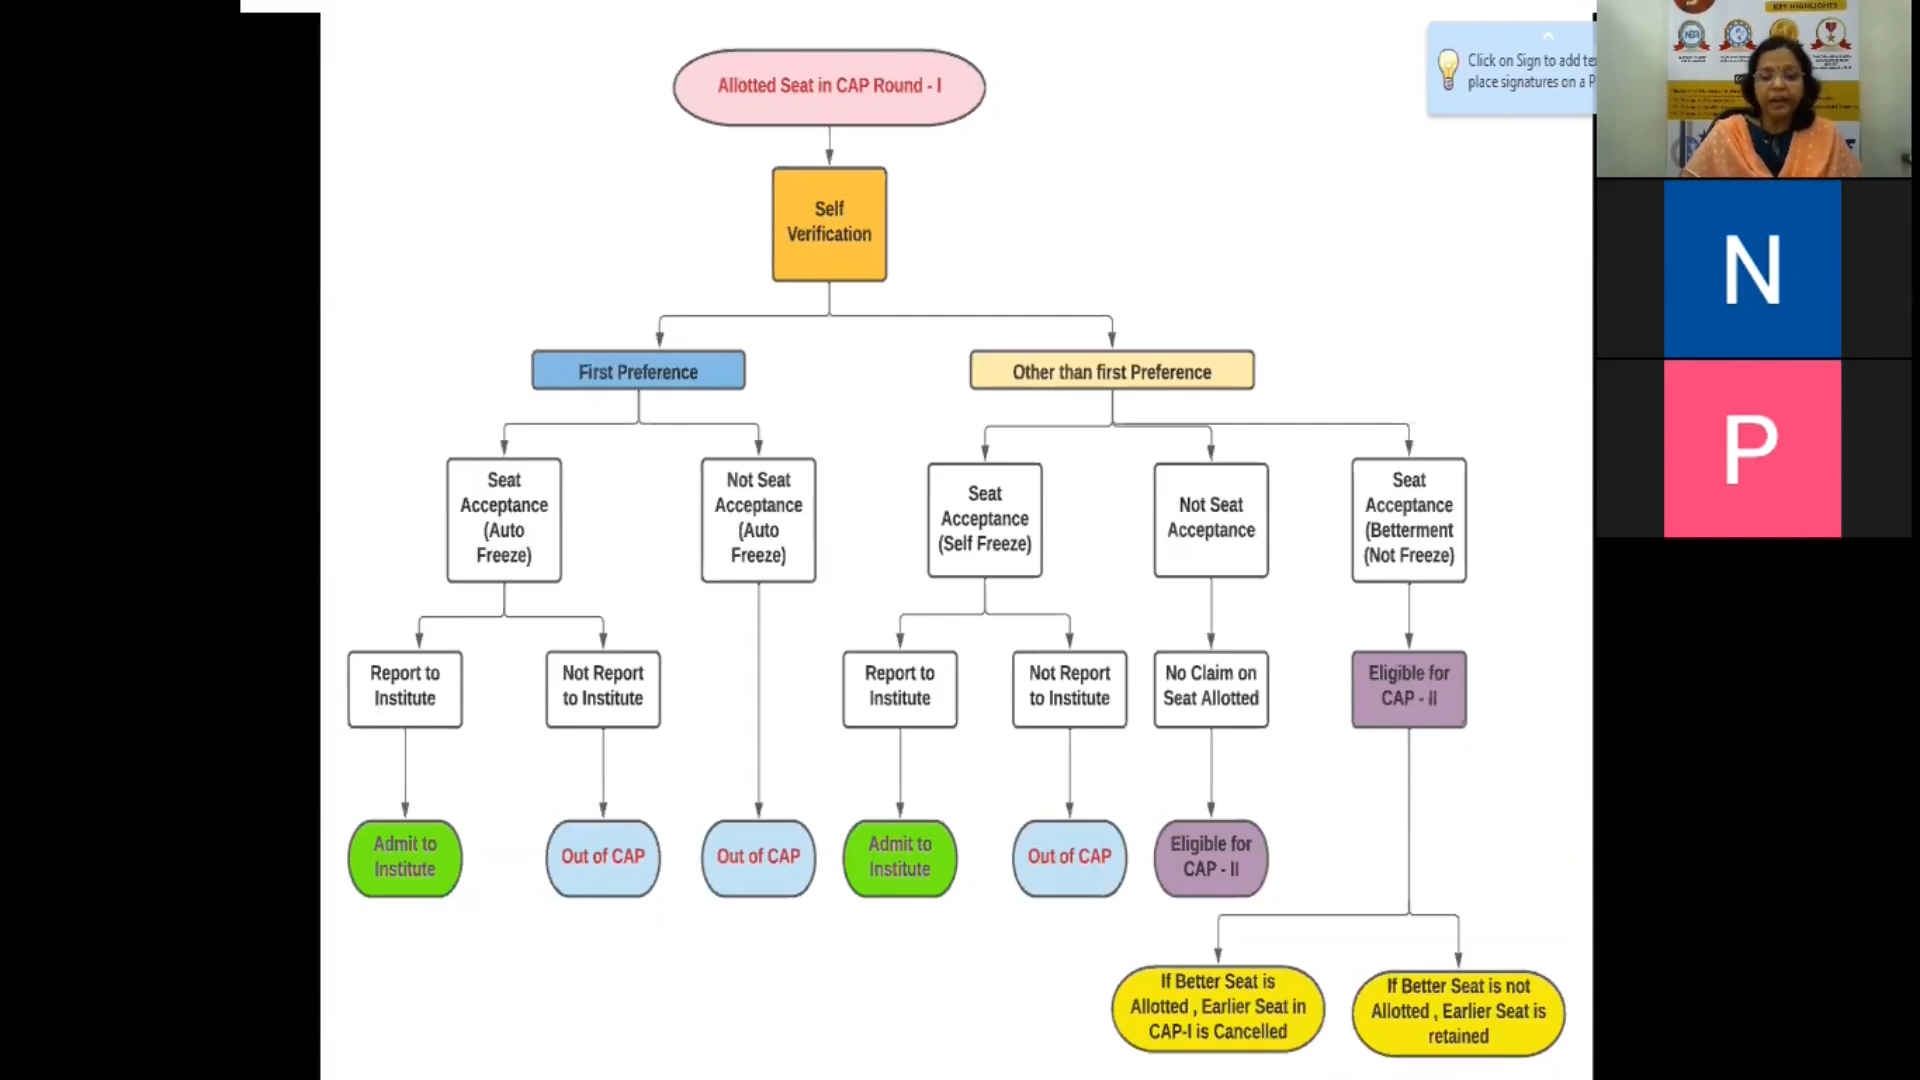 Allotted Seat in CAP Round - I
Self
Verification
First Preference
Other than first Preference
Seat
Acceptance
(Auto
Freeze)
Not Seat
Acceptance
(Auto
Freeze)
Seat
Acceptance
(Self Freeze)
Not Seat
Acceptance
Seat
Acceptance
(Betterment
(Not Freeze)
Report to
Institute
Not Report
to Institute
Report to
Institute
Not Report
to Institute
No Claim on
Seat Allotted
Eligible for
CAP - II
Admit to
Institute
Out of CAP
Out of CAP
Admit to
Institute
Out of CAP
Eligible for
CAP - II
If Better Seat is
Allotted , Earlier Seat in
CAP-I is Cancelled
If Better Seat is not
Allotted , Earlier Seat is
retained
Click on Sign to add te
place signatures on a P
KEY HIGHLIGHTS
N
P